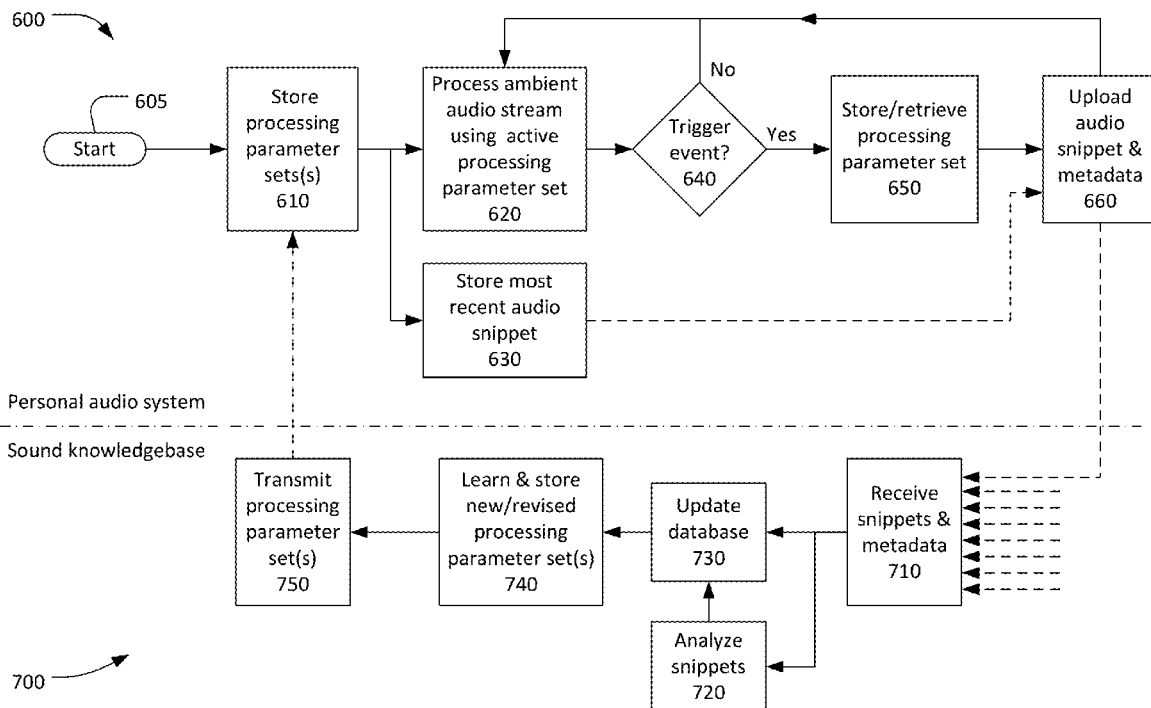 600
605
Start
Store
processing
parameter
sets(s)
610
Process ambient
audio stream
using active
processing
parameter set
620
No
Trigger
event?
640
Yes
Store/retrieve
processing
parameter set
650
Upload
audio
snippet &
metadata
660
Store most
recent audio
snippet
630
Personal audio system
Sound knowledgebase
Transmit
processing
parameter
set(s)
750
Learn & store
new/revised
processing
parameter set(s)
740
Update
database
730
Receive
snippets &
metadata
710
Analyze
snippets
720
700